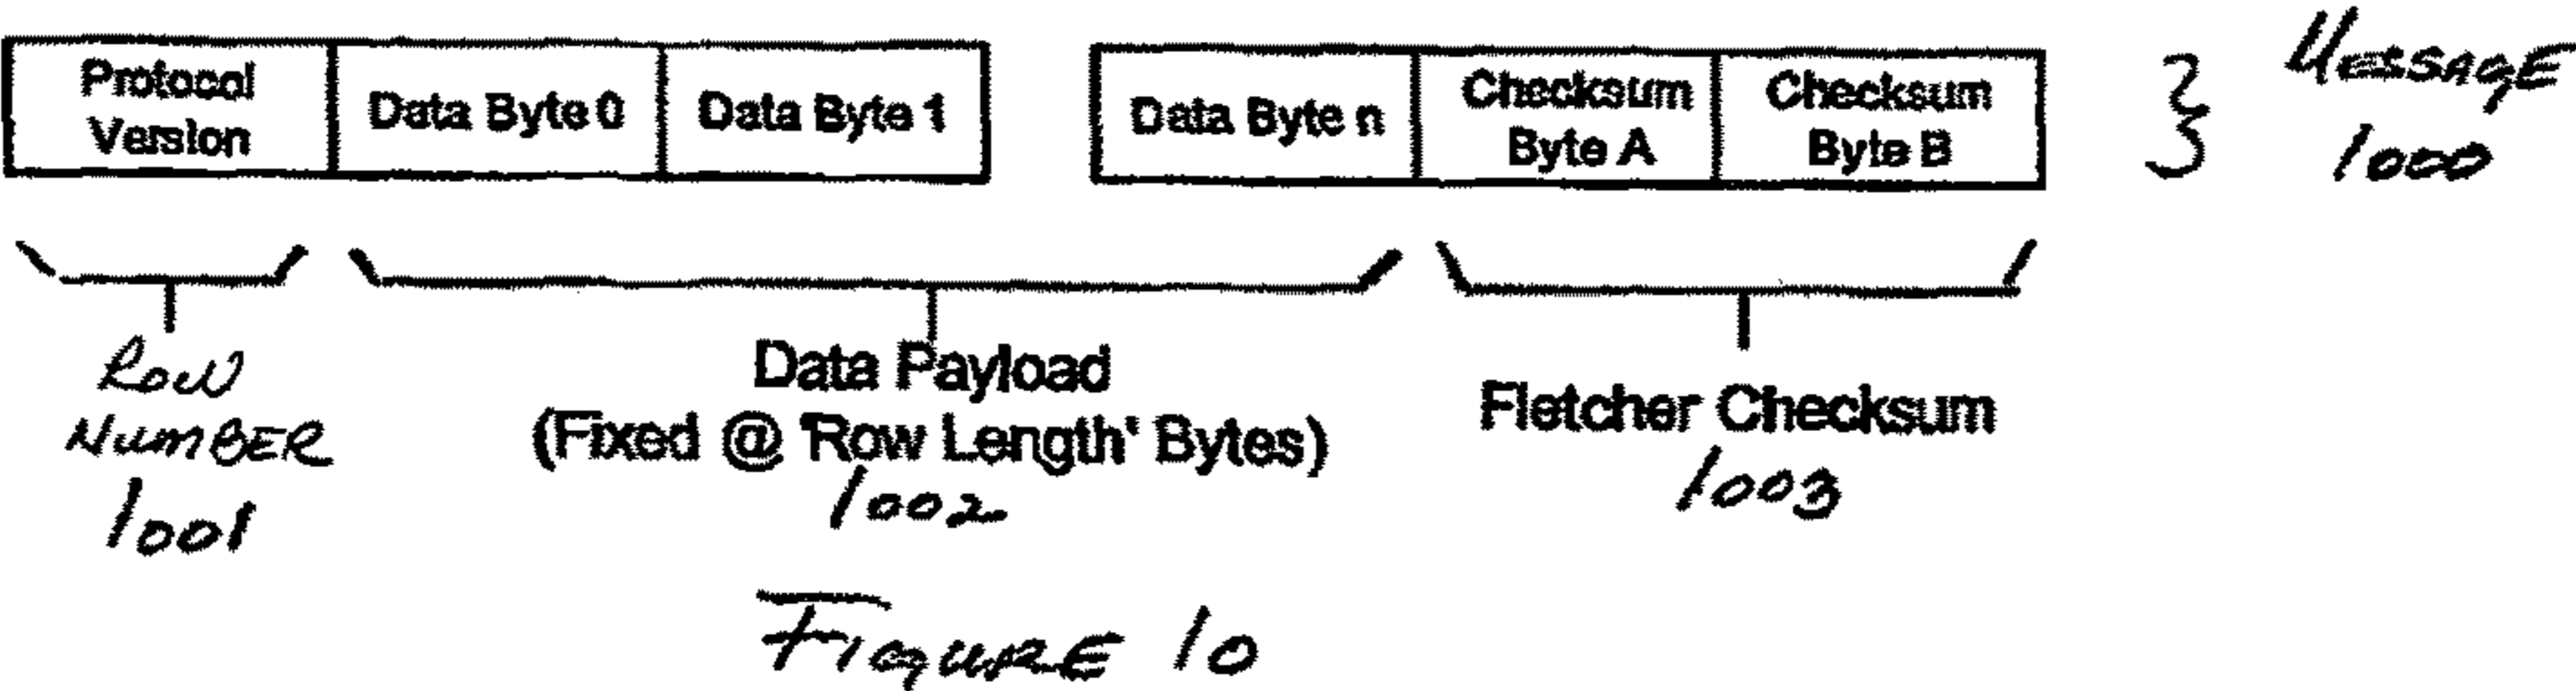 Protocol
Version
Data Byte 0
Data Byte 1
Data Byte n
Checksum
Byte A
Checksum
Byte B
MESSAGE
1000
ROW
NUMBER
1001
Data Payload
(Fixed @ 'Row Length' Bytes)
1002
Fletcher Checksum
1003
FIGURE 10